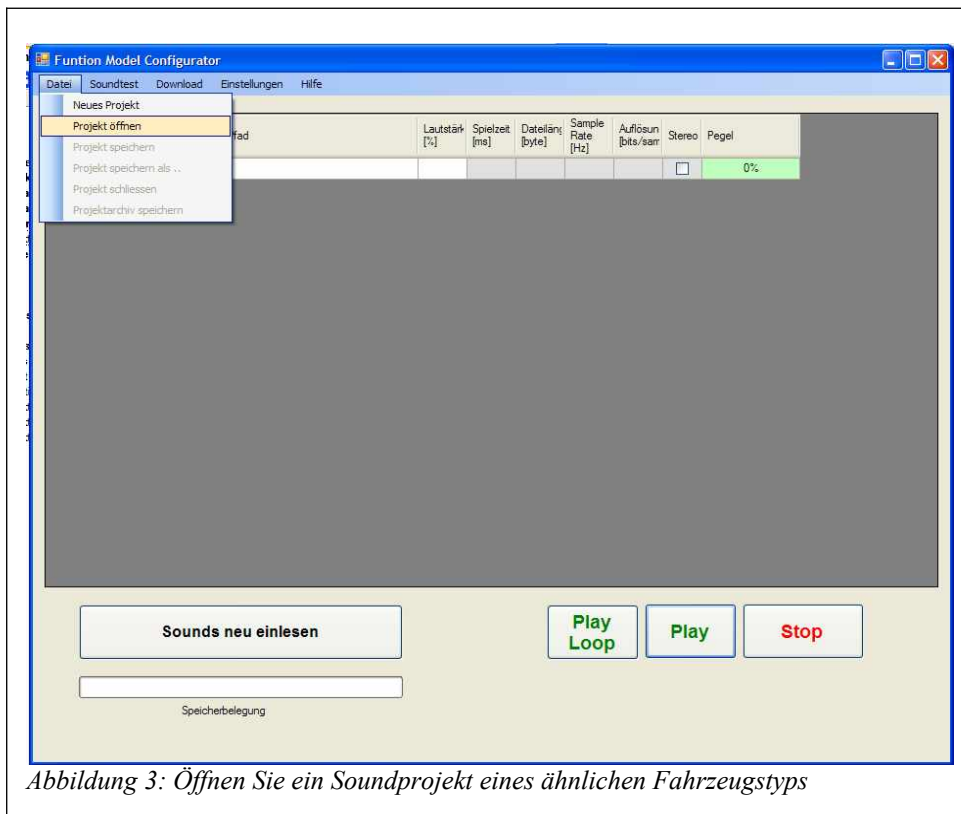 Funtion Model Configurator
Datei Soundtest Download Einstellungen Hilfe
Neues Projekt
Projekt öffnen
Projekt speichern
Projekt speichern als ..
Projekt schliessen
Projektarchiv speichern
fad
Lautstärk [%]
Spielzeit [ms]
Dateiläng [byte]
Sample Rate [Hz]
Auflösun [bits/sam
Stereo
Pegel
0%
Sounds neu einlesen
Play Loop
Play
Stop
Speicherbelegung
Abbildung 3: Öffnen Sie ein Soundprojekt eines ähnlichen Fahrzeugstyps